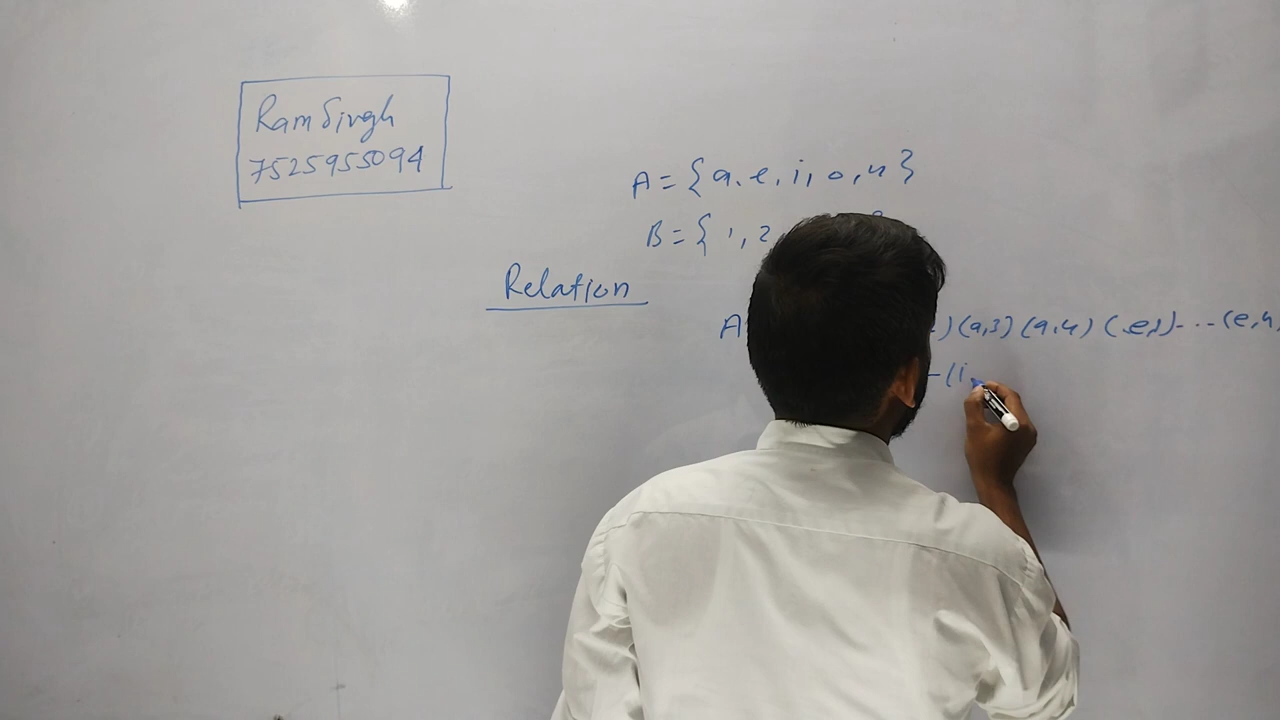 Ram Singh
7525955094
A = {a, e, i, o, u}
B = {1, 2
Relation
A ) (a,3) (a,4) (e,1)---(e,4,
-(i,